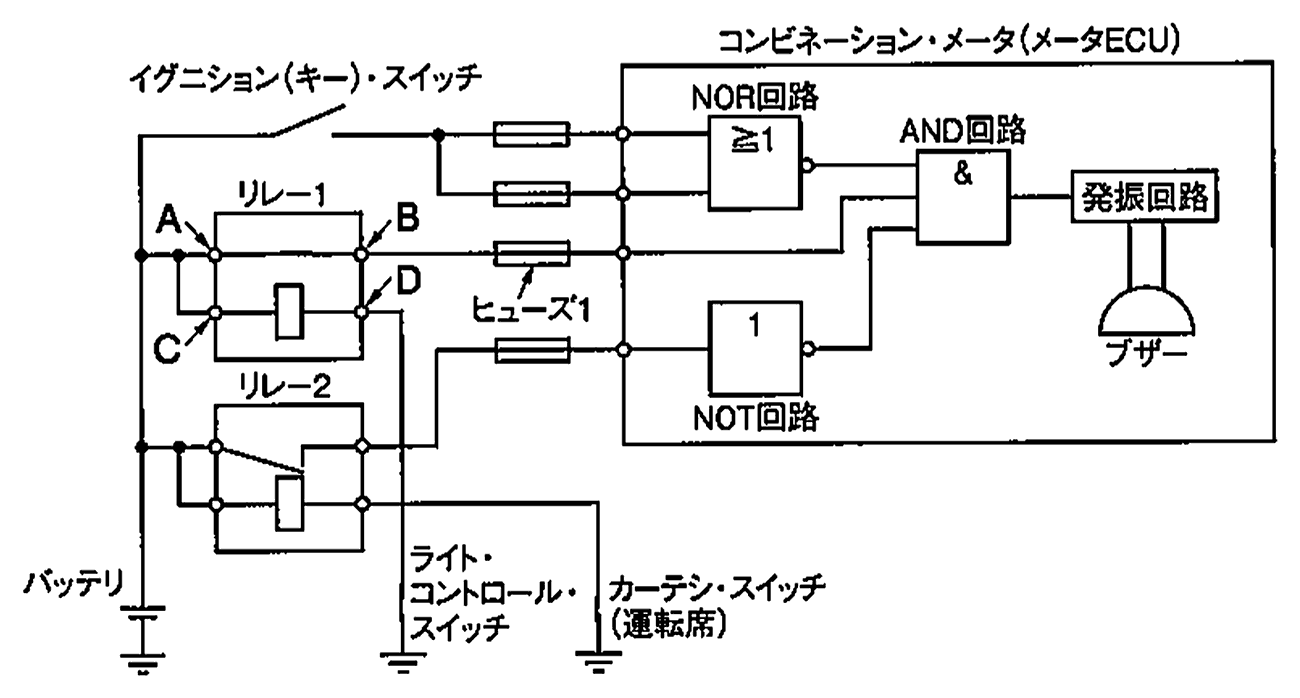 コンビネーション・メータ(メータECU)
イグニション(キー)・スイッチ
NOR回路
≧1
AND回路
&
発振回路
ブザー
リレー1
A
B
C
D
ヒューズ1
1
NOT回路
リレー2
バッテリ
ライト・
コントロール・
スイッチ
カーテシ・スイッチ
(運転席)